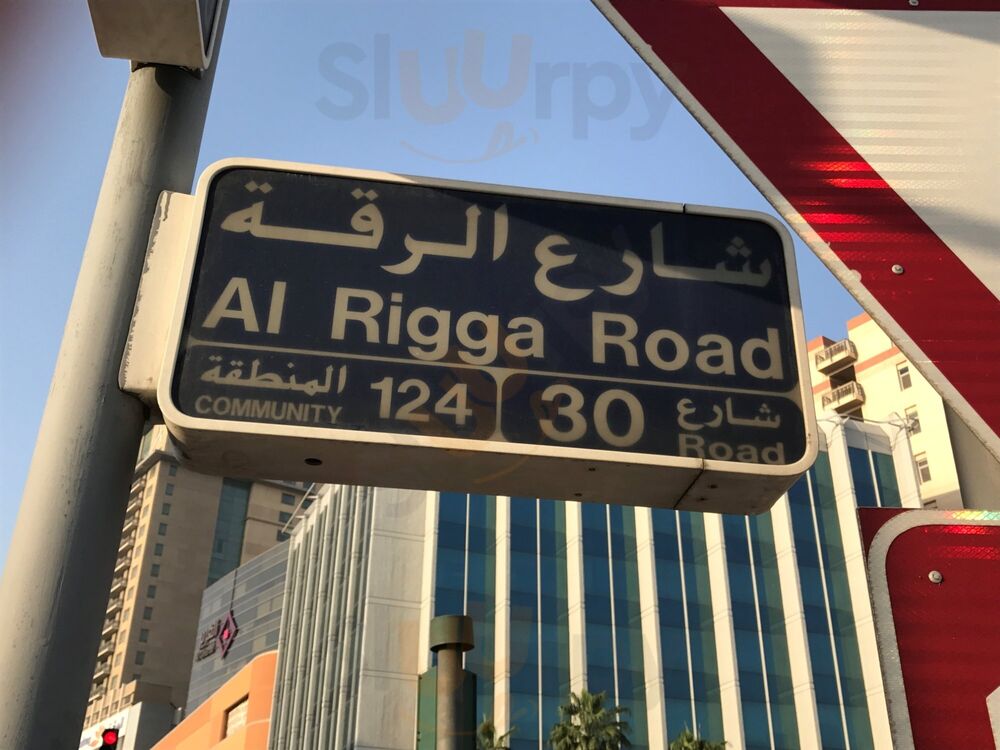 Sluurpy
شارع الرقة
Al Rigga Road
المنطقة
COMMUNITY
124
30
شارع
Road